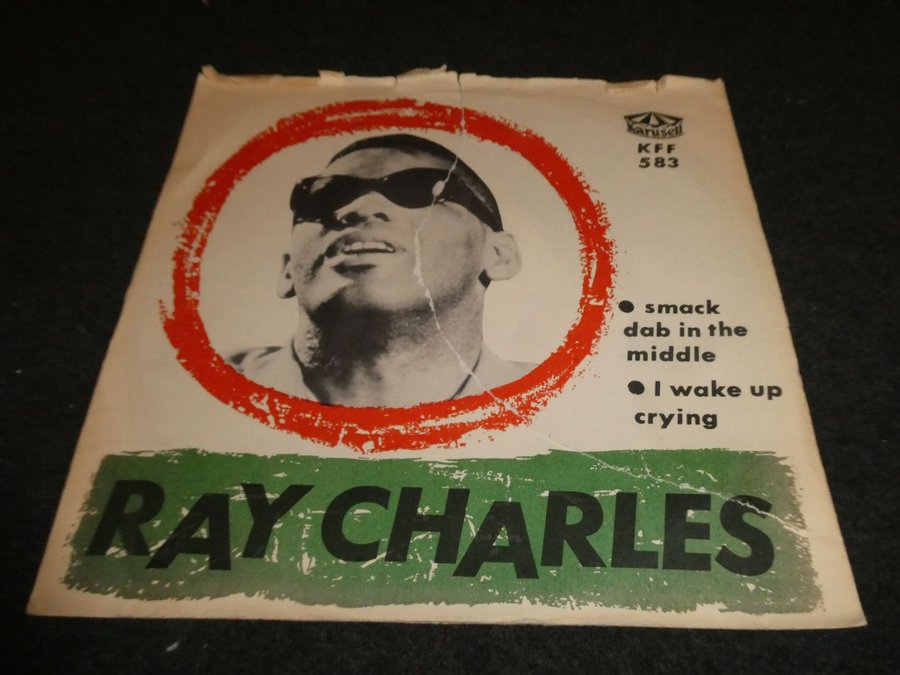 Karusell
KFF
583
smack
dab in the
middle
I wake up
crying
RAY CHARLES